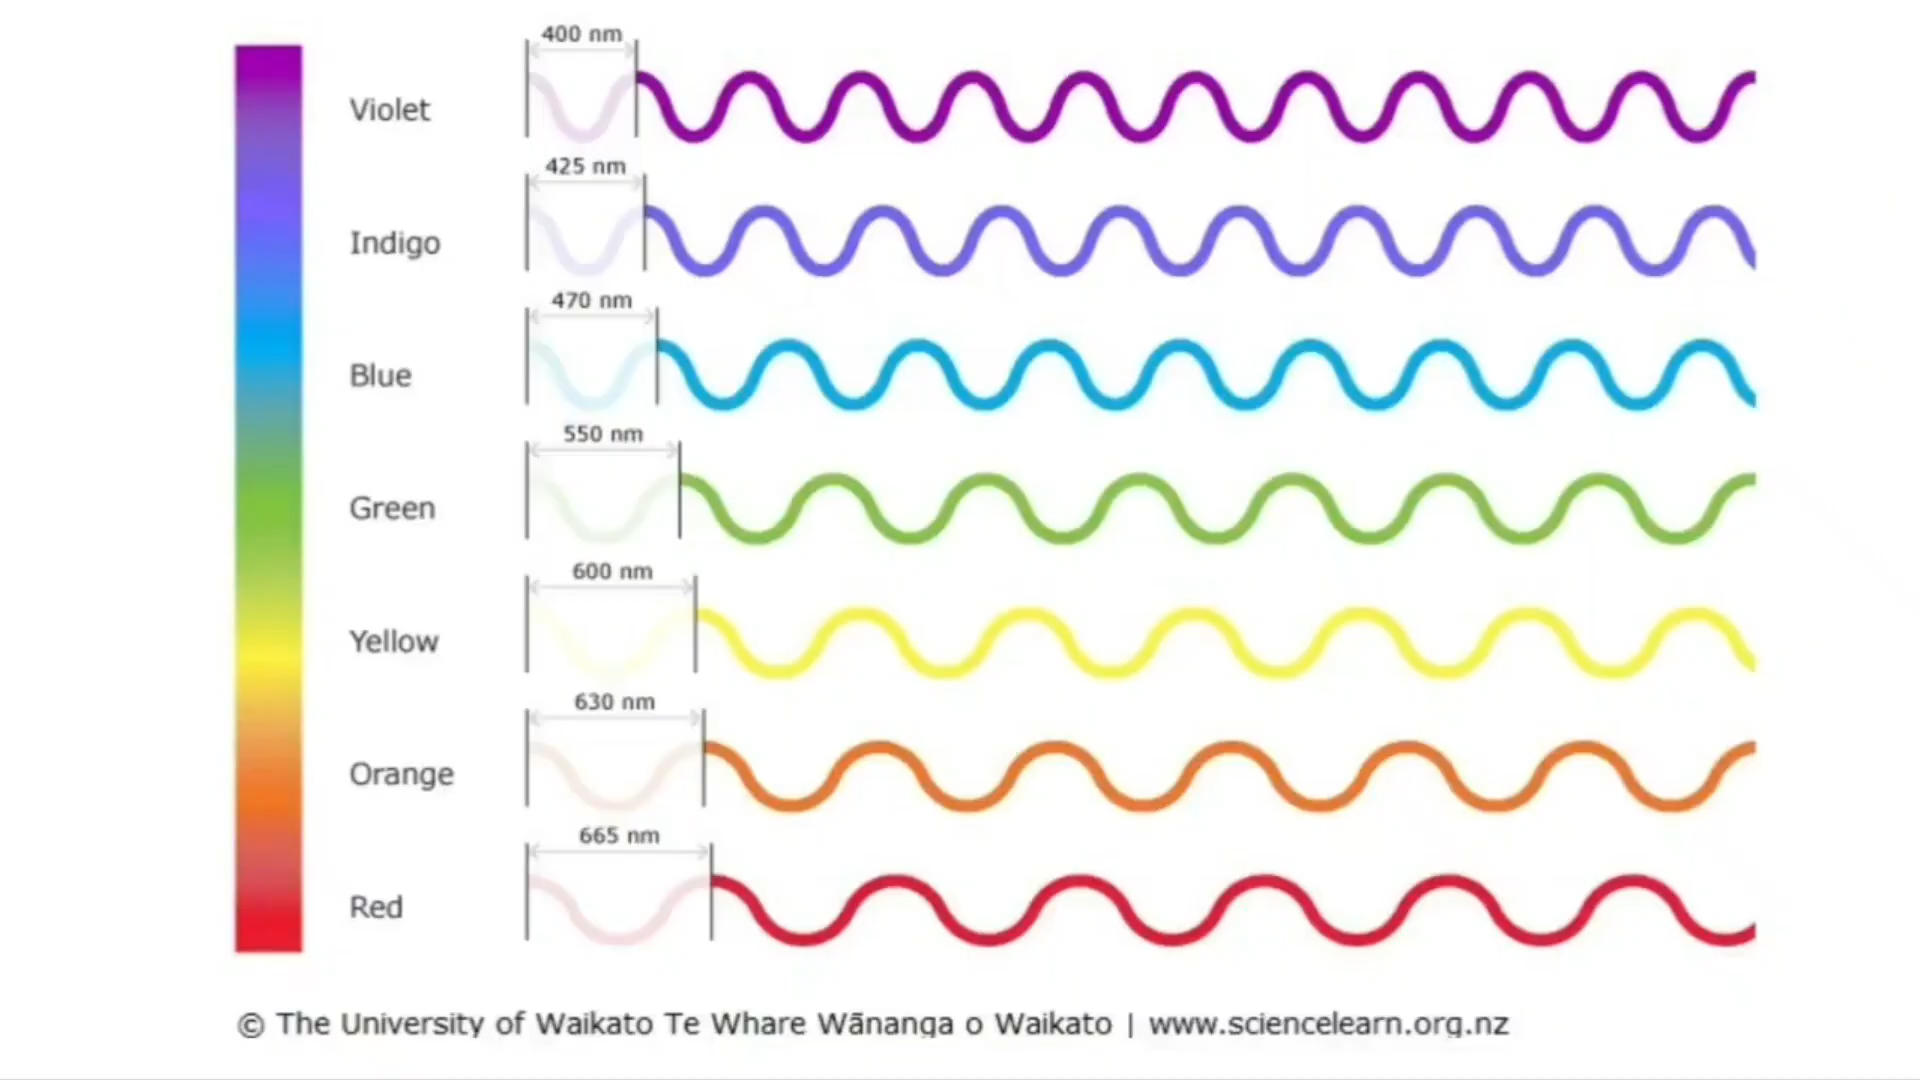 400 nm
Violet
425 nm
Indigo
470 nm
Blue
550 nm
Green
600 nm
Yellow
630 nm
Orange
665 nm
Red
© The University of Waikato Te Whare Wānanga o Waikato | www.sciencelearn.org.nz